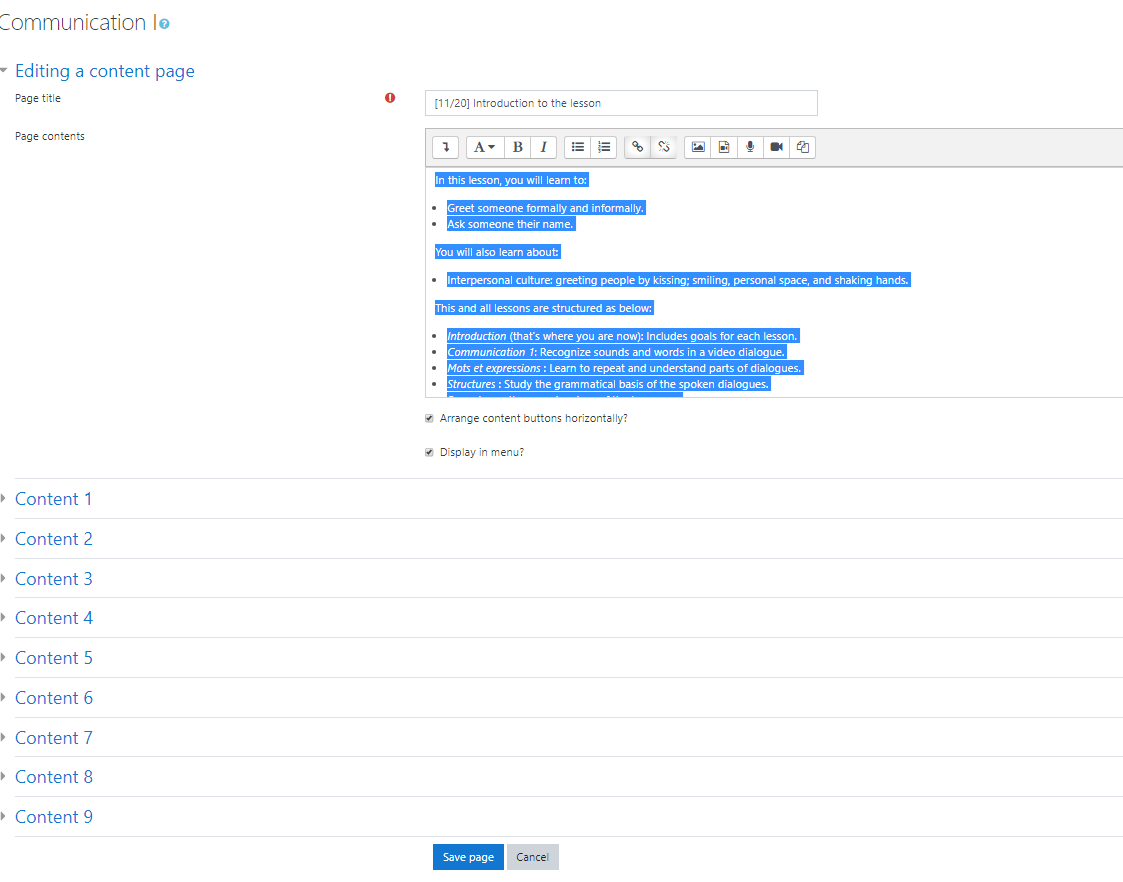 Communication I
Editing a content page
Page title
[11/20] Introduction to the lesson
Page contents
A B I
In this lesson, you will learn to:
Greet someone formally and informally.
Ask someone their name.
You will also learn about:
Interpersonal culture: greeting people by kissing; smiling, personal space, and shaking hands.
This and all lessons are structured as below:
Introduction (that's where you are now): Includes goals for each lesson.
Communication 1: Recognize sounds and words in a video dialogue.
Mots et expressions : Learn to repeat and understand parts of dialogues.
Structures : Study the grammatical basis of the spoken dialogues.
Arrange content buttons horizontally?
Display in menu?
Content 1
Content 2
Content 3
Content 4
Content 5
Content 6
Content 7
Content 8
Content 9
Save page Cancel